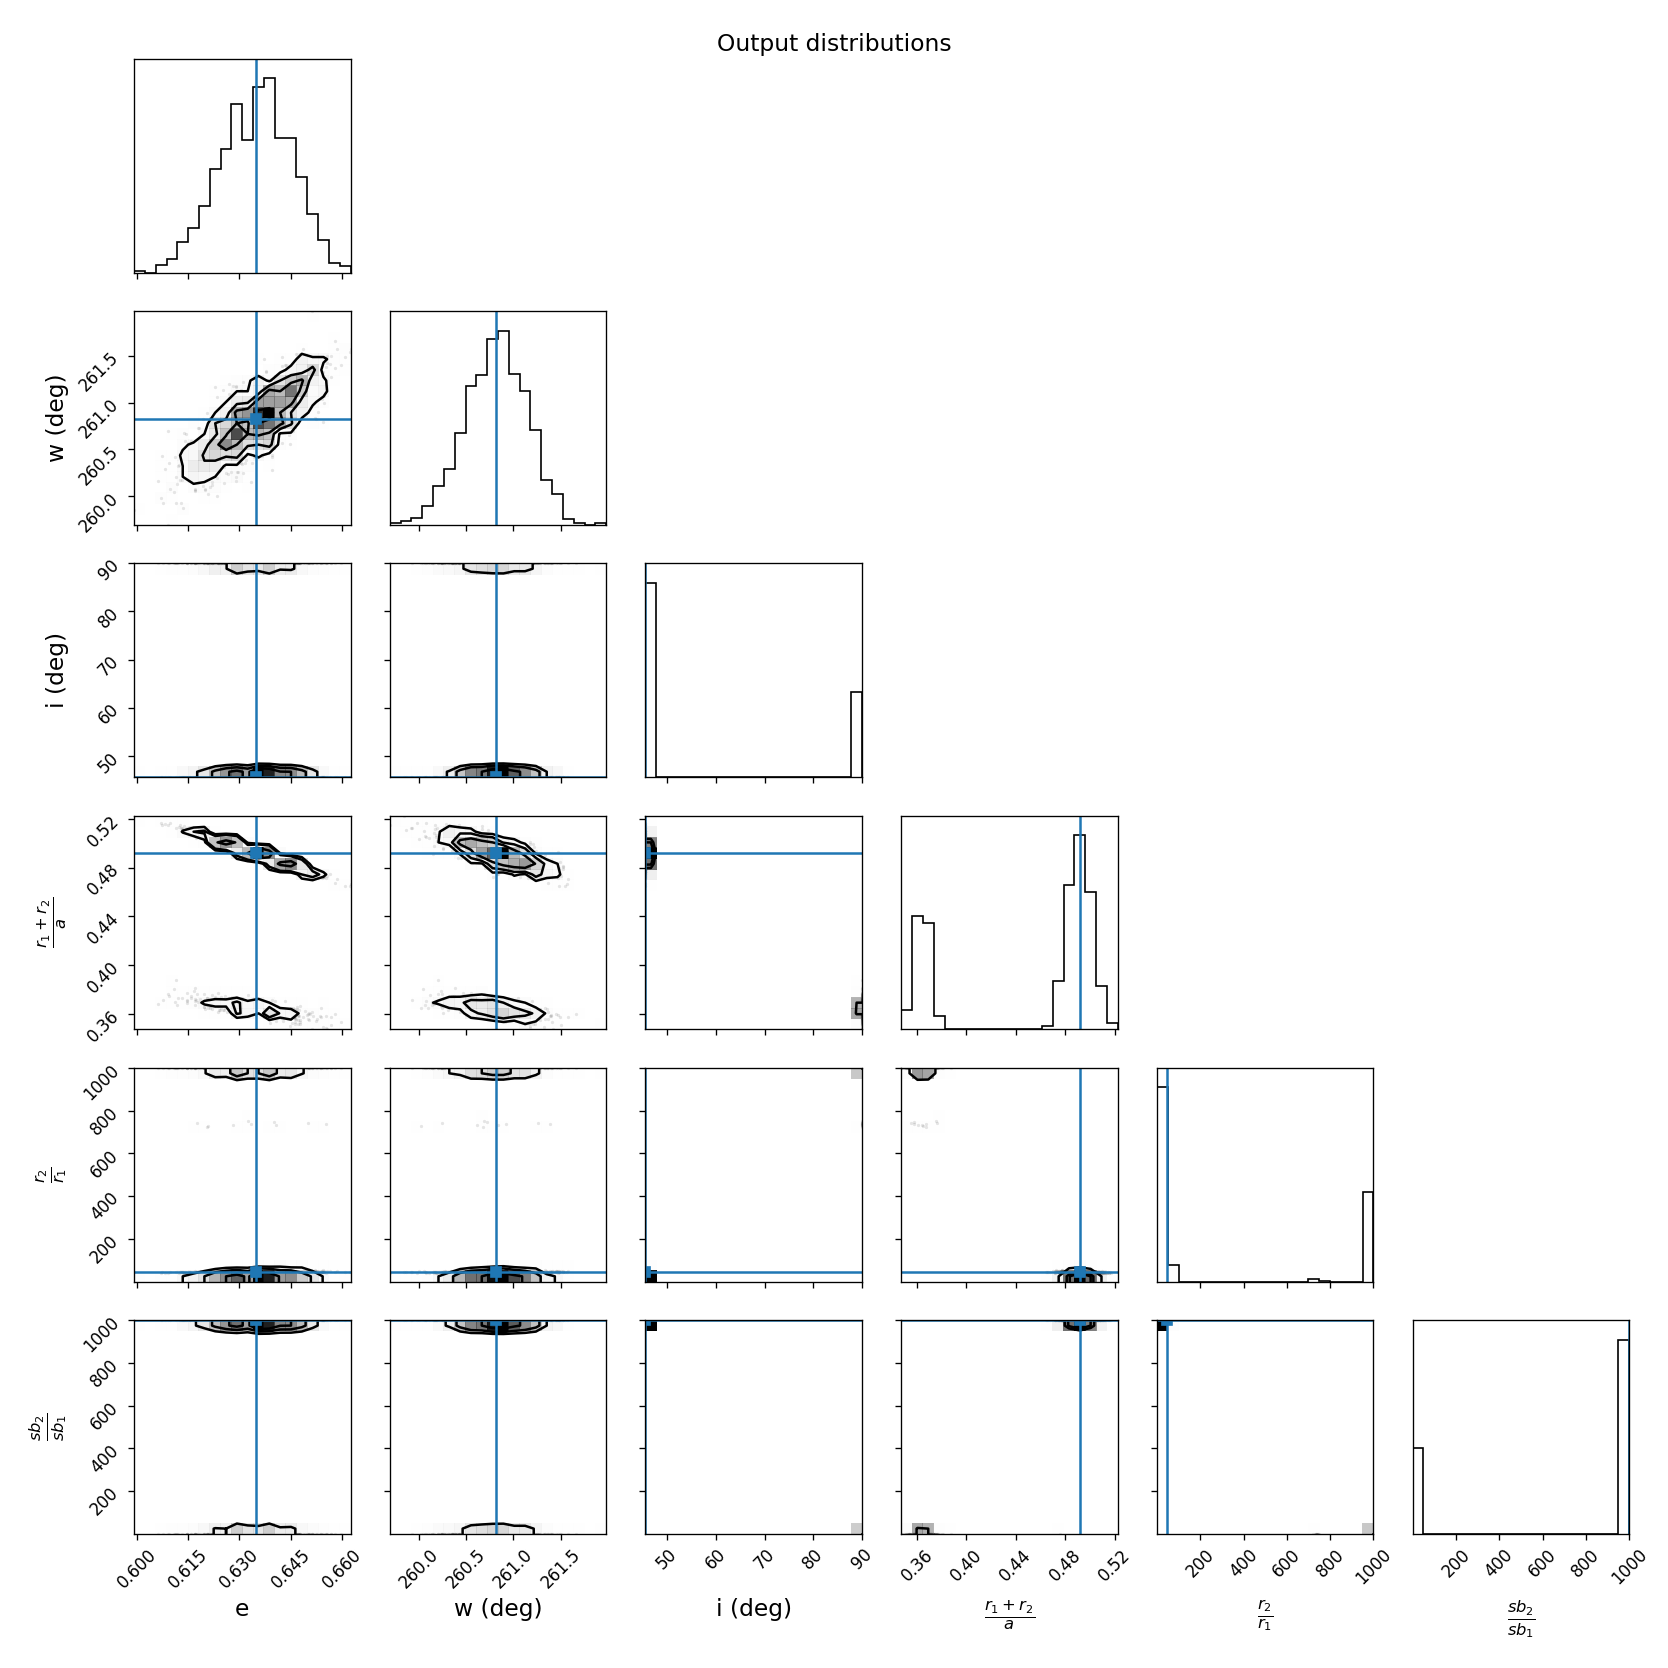 Output distributions
w (deg)
261.5
261.0
260.5
260.0
i (deg)
90
80
70
60
50
r₁ + r₂
a
0.52
0.48
0.44
0.40
0.36
r₂
r₁
1000
800
600
400
200
sb₂
sb₁
1000
800
600
400
200
0.600 0.615 0.630 0.645 0.660
e
260.0 260.5 261.0 261.5
w (deg)
50 60 70 80 90
i (deg)
0.36 0.40 0.44 0.48 0.52
r₁ + r₂
a
200 400 600 800 1000
r₂
r₁
200 400 600 800 1000
sb₂
sb₁